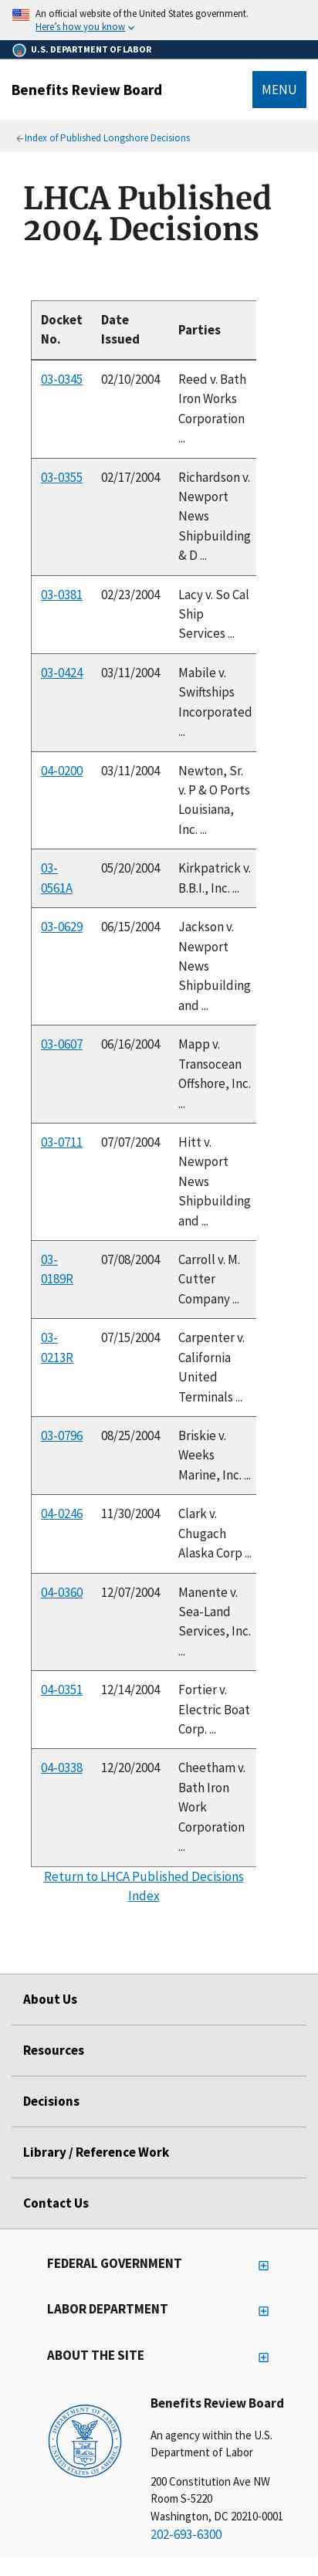 An official website of the United States government.
Here's how you know
U.S. DEPARTMENT OF LABOR
Benefits Review Board
MENU
Index of Published Longshore Decisions
LHCA Published
2004 Decisions
Docket No.
Date Issued
Parties
03-0345 02/10/2004 Reed v. Bath
Iron Works
Corporation
...
03-0355 02/17/2004 Richardson v.
Newport
News
Shipbuilding
& D ...
03-0381 02/23/2004 Lacy v. So Cal
Ship
Services ...
03-0424 03/11/2004 Mabile v.
Swiftships
Incorporated
...
04-0200 03/11/2004 Newton, Sr.
v. P & O Ports
Louisiana,
Inc. ...
03- 05/20/2004 Kirkpatrick v.
0561A B.B.I., Inc. ...
03-0629 06/15/2004 Jackson v.
Newport
News
Shipbuilding
and ...
03-0607 06/16/2004 Mapp v.
Transocean
Offshore, Inc.
...
03-0711 07/07/2004 Hitt v.
Newport
News
Shipbuilding
and ...
03- 07/08/2004 Carroll v. M.
0189R Cutter
Company ...
03- 07/15/2004 Carpenter v.
0213R California
United
Terminals ...
03-0796 08/25/2004 Briskie v.
Weeks
Marine, Inc. ...
04-0246 11/30/2004 Clark v.
Chugach
Alaska Corp ...
04-0360 12/07/2004 Manente v.
Sea-Land
Services, Inc.
...
04-0351 12/14/2004 Fortier v.
Electric Boat
Corp. ...
04-0338 12/20/2004 Cheetham v.
Bath Iron
Work
Corporation
...
Return to LHCA Published Decisions
Index
About Us
Resources
Decisions
Library / Reference Work
Contact Us
FEDERAL GOVERNMENT
LABOR DEPARTMENT
ABOUT THE SITE
Benefits Review Board
An agency within the U.S.
Department of Labor
200 Constitution Ave NW
Room S-5220
Washington, DC 20210-0001
202-693-6300